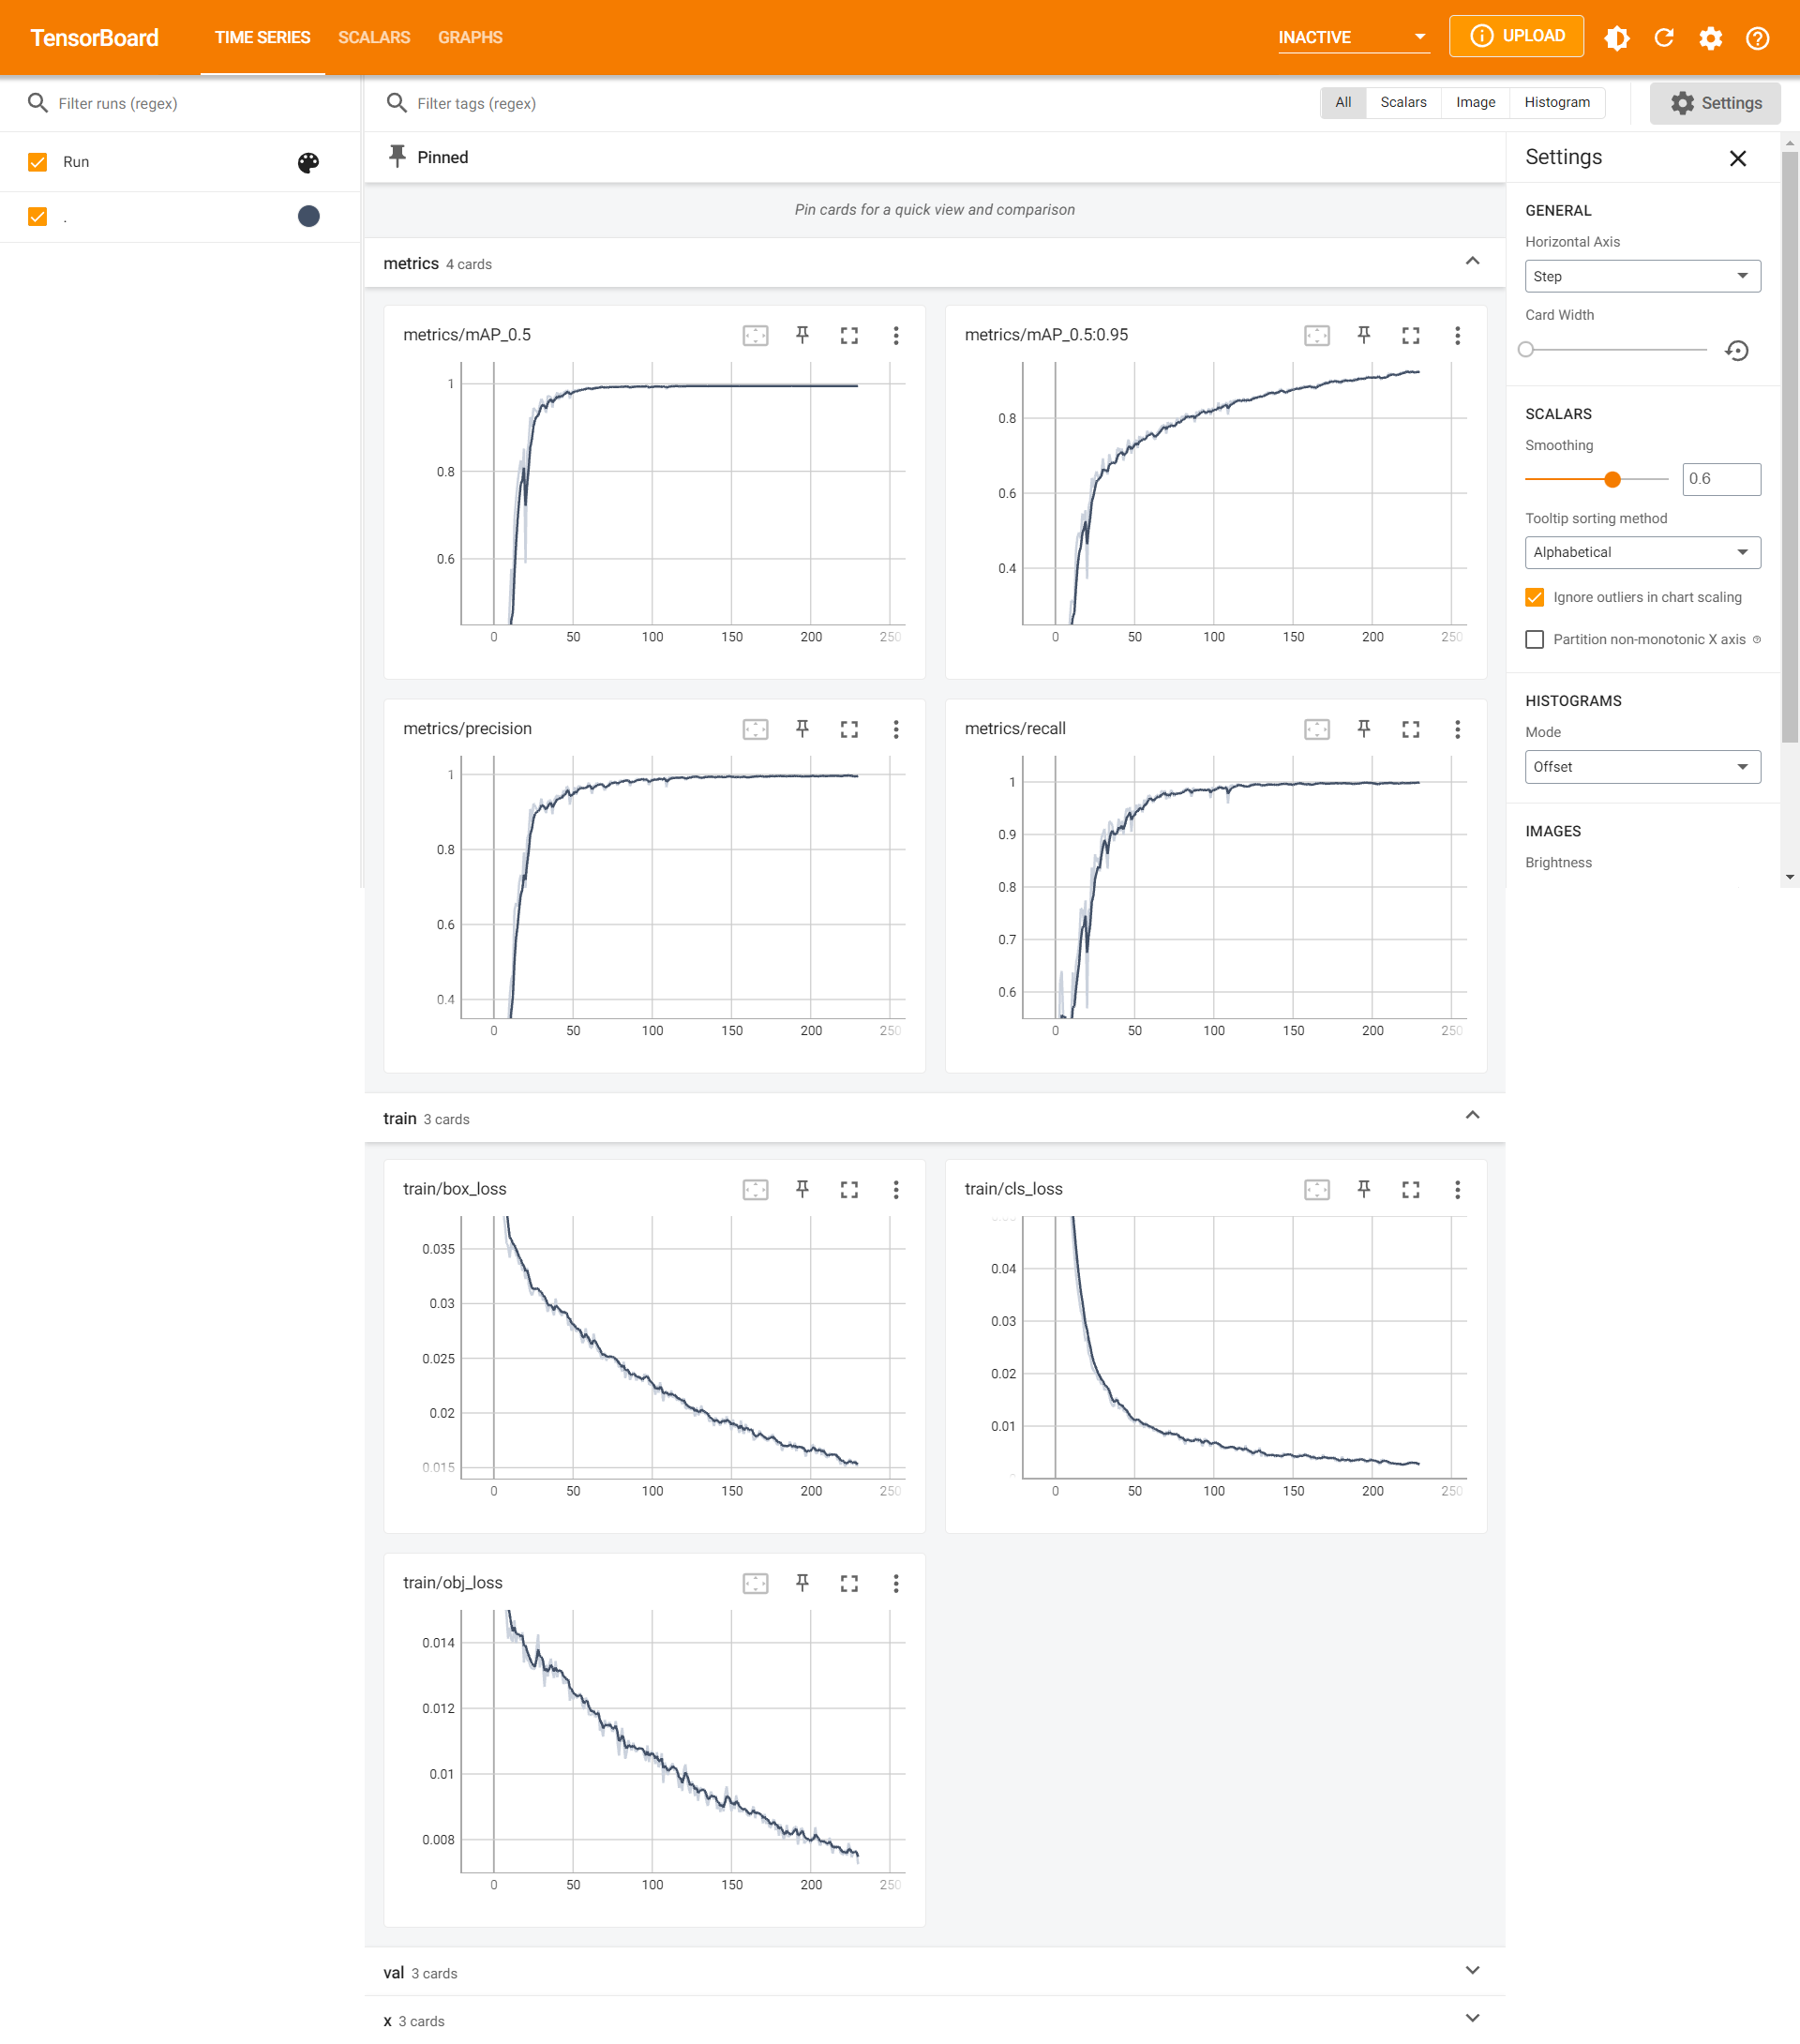 TensorBoard TIME SERIES SCALARS GRAPHS INACTIVE UPLOAD
Filter runs (regex)
Filter tags (regex)
All Scalars Image Histogram
Settings
Run
.
Pinned
Pin cards for a quick view and comparison
metrics 4 cards
metrics/mAP_0.5
1
0.8
0.6
0 50 100 150 200 250
metrics/mAP_0.5:0.95
0.8
0.6
0.4
0 50 100 150 200 250
metrics/precision
1
0.8
0.6
0.4
0 50 100 150 200 250
metrics/recall
1
0.9
0.8
0.7
0.6
0 50 100 150 200 250
train 3 cards
train/box_loss
0.035
0.03
0.025
0.02
0.015
0 50 100 150 200 250
train/cls_loss
0.04
0.03
0.02
0.01
0 50 100 150 200 250
train/obj_loss
0.014
0.012
0.01
0.008
0 50 100 150 200 250
val 3 cards
x 3 cards
Settings
GENERAL
Horizontal Axis
Step
Card Width
SCALARS
Smoothing
0.6
Tooltip sorting method
Alphabetical
Ignore outliers in chart scaling
Partition non-monotonic X axis
HISTOGRAMS
Mode
Offset
IMAGES
Brightness